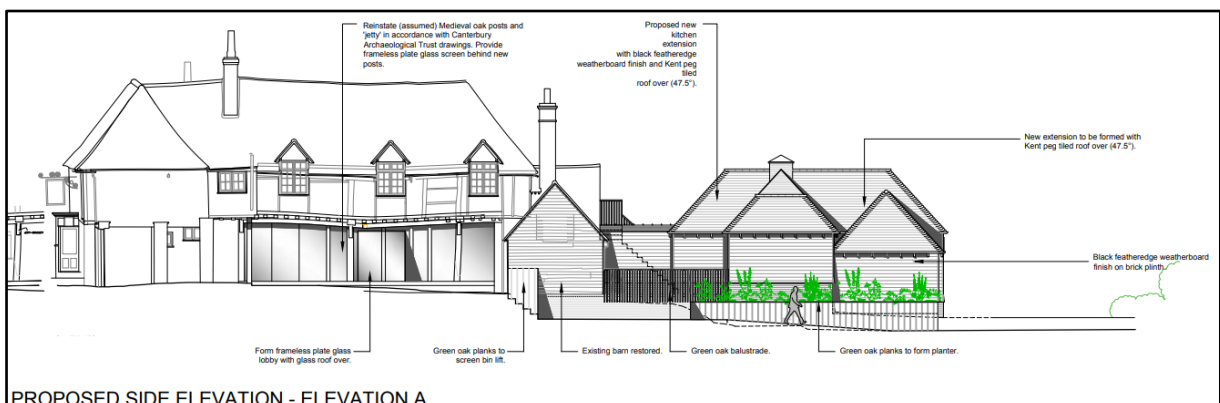 Reinstate (assumed) Medieval oak posts and
'jetty' in accordance with Canterbury
Archaeological Trust drawings. Provide
frameless plate glass screen behind new
posts.
Proposed new
kitchen
extension
with black featheredge
weatherboard finish and Kent peg
tiled
roof over (47.5°).
New extension to be formed with
Kent peg tiled roof over (47.5°).
Black featheredge weatherboard
finish on brick plinth.
Form frameless plate glass
lobby with glass roof over.
Green oak planks to
screen bin lift.
Existing barn restored.
Green oak balustrade.
Green oak planks to form planter.
PROPOSED SIDE ELEVATION - ELEVATION A